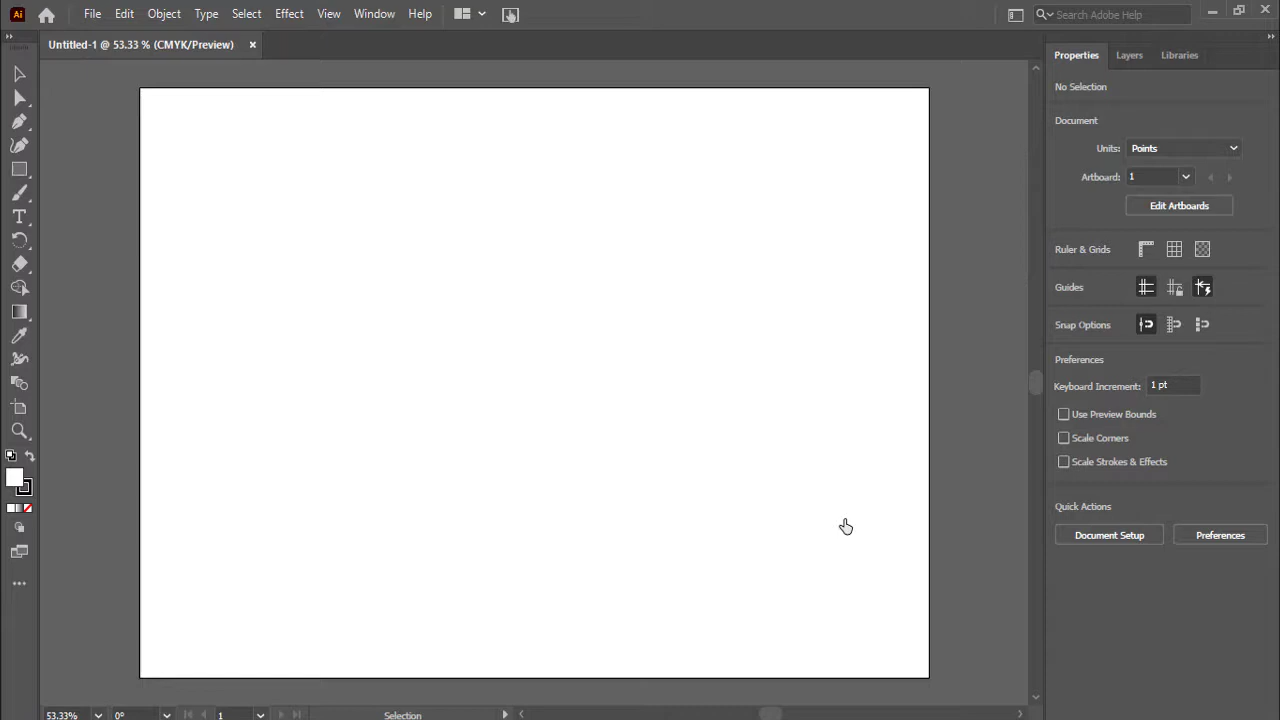 Ai File Edit Object Type Select Effect View Window Help Search Adobe Help
Untitled-1 @ 53.33 % (CMYK/Preview) ×
Properties Layers Libraries
No Selection
Document
Units: Points
Artboard: 1
Edit Artboards
Ruler & Grids
Guides
Snap Options
Preferences
Keyboard Increment: 1 pt
Use Preview Bounds
Scale Corners
Scale Strokes & Effects
Quick Actions
Document Setup Preferences
53.33% 0° 1 Selection